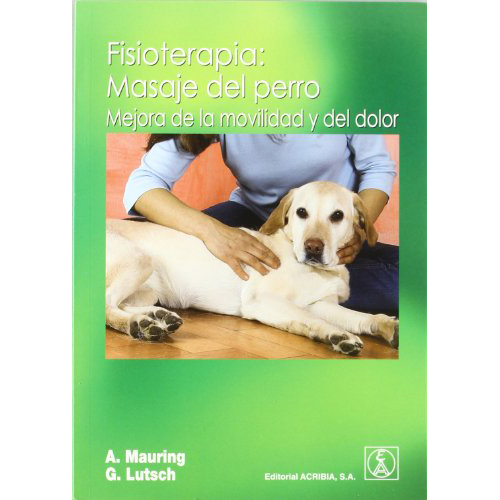 Fisioterapia:
Masaje del perro
Mejora de la movilidad y del dolor
A. Mauring
G. Lutsch
Editorial ACRIBIA, S.A.
E
A